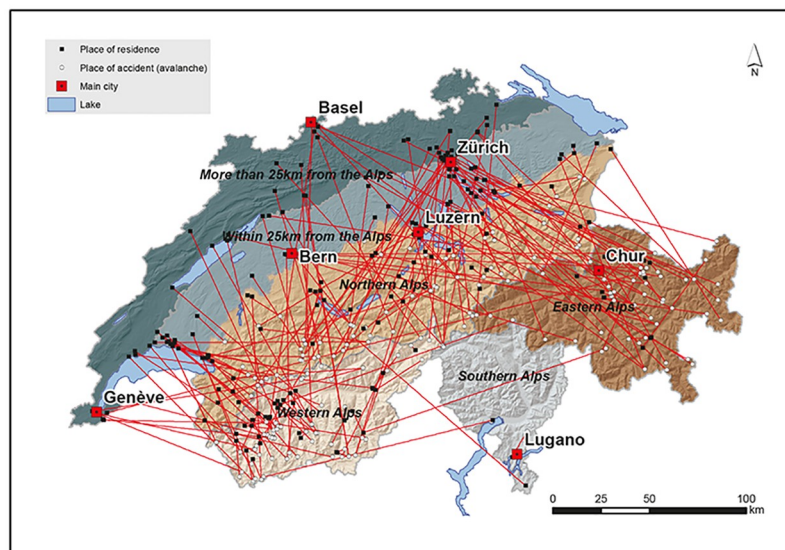 Place of residence
Place of accident (avalanche)
Main city
Lake
N
Basel
Zürich
More than 25km from the Alps
Luzern
Within 25km from the Alps
Bern
Chur
Northern Alps
Eastern Alps
Southern Alps
Genève
Western Alps
Lugano
0 25 50 100
km